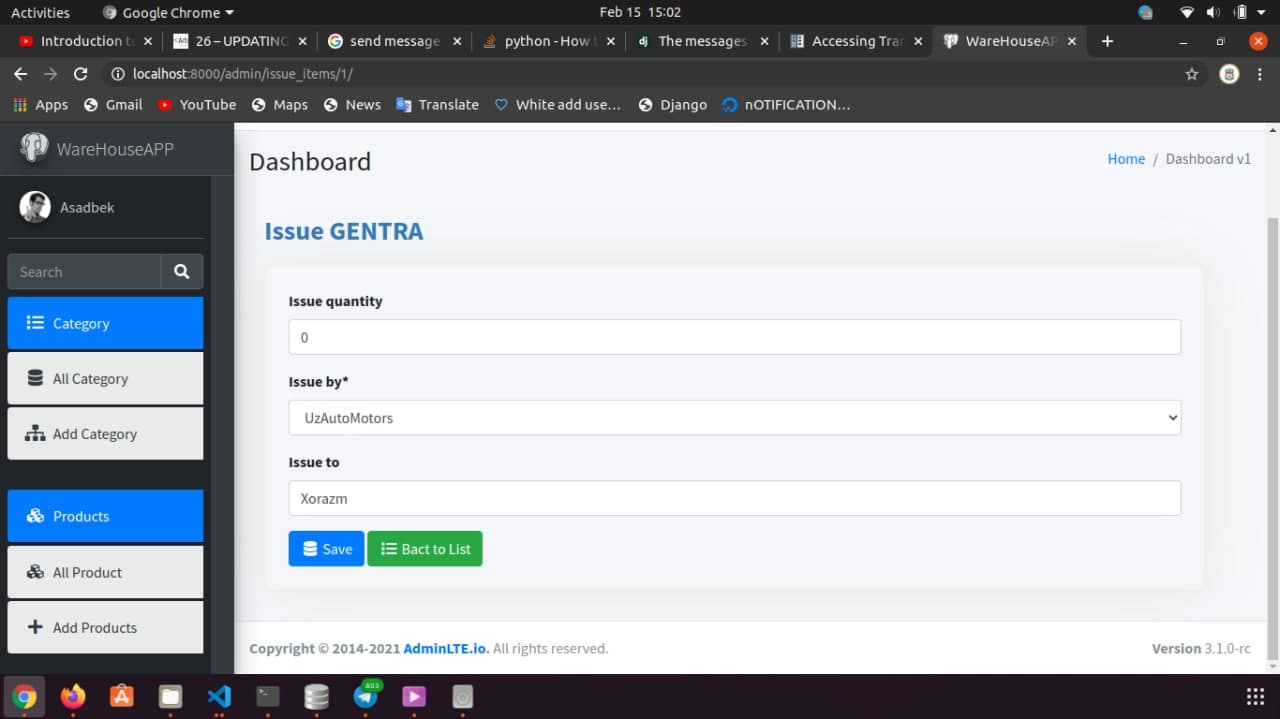 Activities Google Chrome Feb 15 15:02
Introduction t 26 – UPDATING send message python - How t The messages Accessing Trar WareHouseAP
localhost:8000/admin/issue_items/1/
Apps Gmail YouTube Maps News Translate White add use... Django nOTIFICATION...
WareHouseAPP
Dashboard
Home / Dashboard v1
Asadbek
Issue GENTRA
Search
Issue quantity
Category
0
All Category
Issue by*
UzAutoMotors
Add Category
Issue to
Xorazm
Products
Save Bact to List
All Product
Add Products
Copyright © 2014-2021 AdminLTE.io. All rights reserved.
Version 3.1.0-rc
803